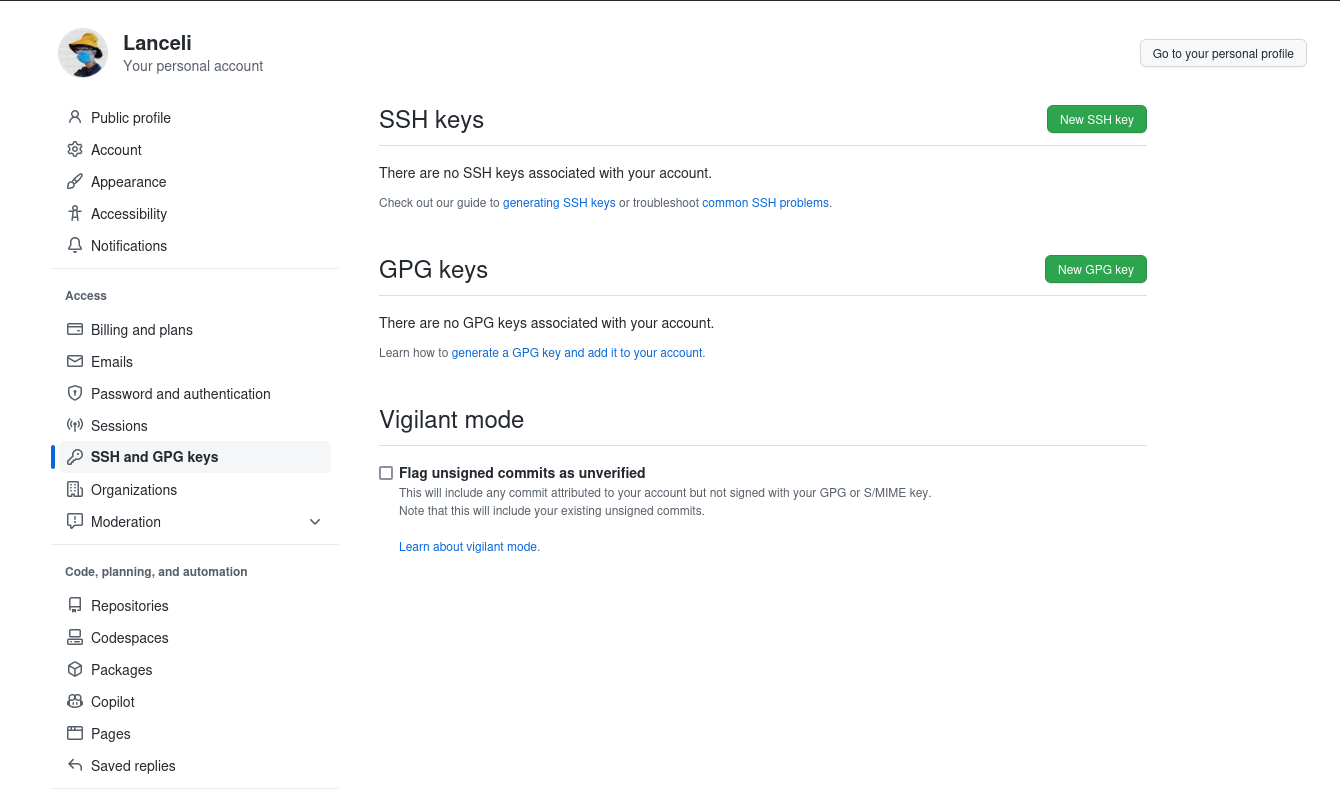 Lanceli
Your personal account
Go to your personal profile
Public profile
Account
Appearance
Accessibility
Notifications
Access
Billing and plans
Emails
Password and authentication
Sessions
SSH and GPG keys
Organizations
Moderation
Code, planning, and automation
Repositories
Codespaces
Packages
Copilot
Pages
Saved replies
SSH keys
New SSH key
There are no SSH keys associated with your account.
Check out our guide to generating SSH keys or troubleshoot common SSH problems.
GPG keys
New GPG key
There are no GPG keys associated with your account.
Learn how to generate a GPG key and add it to your account.
Vigilant mode
Flag unsigned commits as unverified
This will include any commit attributed to your account but not signed with your GPG or S/MIME key.
Note that this will include your existing unsigned commits.
Learn about vigilant mode.